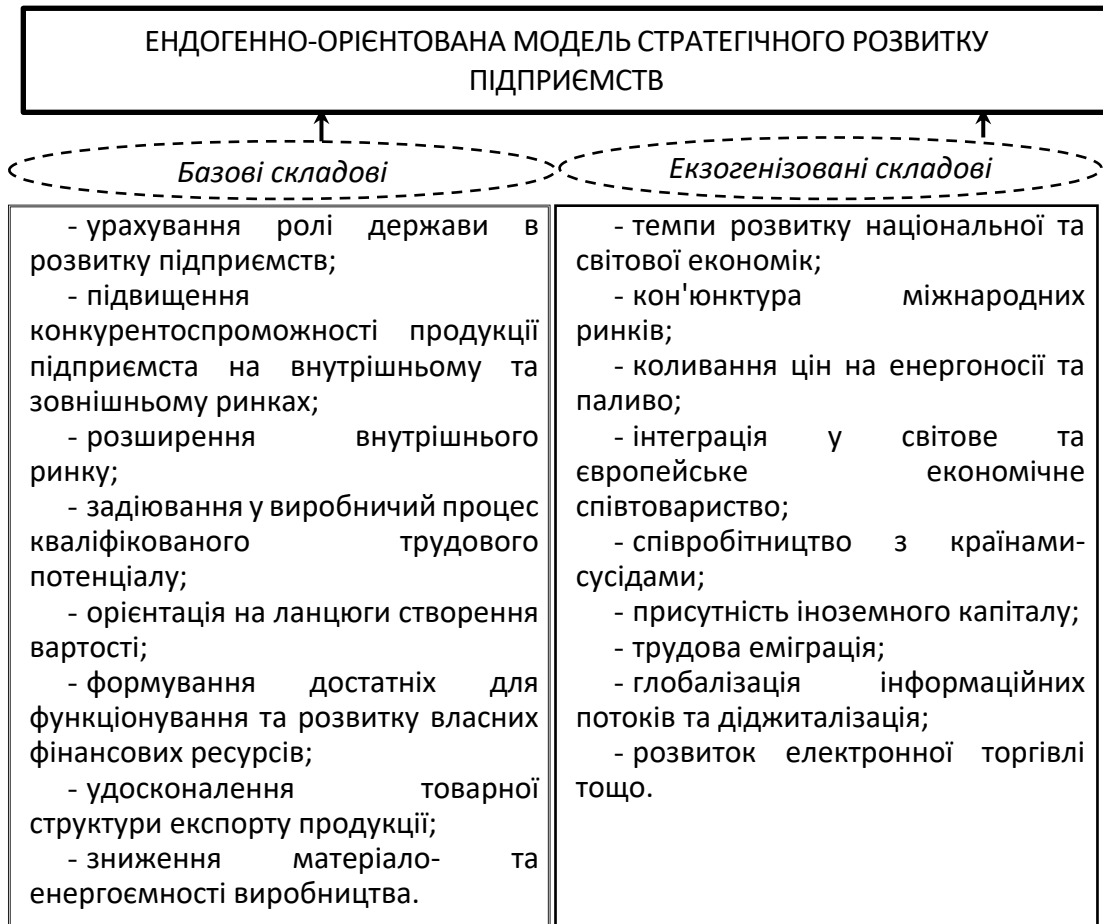 ЕНДОГЕННО-ОРІЄНТОВАНА МОДЕЛЬ СТРАТЕГІЧНОГО РОЗВИТКУ
ПІДПРИЄМСТВ
Базові складові
- урахування ролі держави в
розвитку підприємств;
- підвищення
конкурентоспроможності продукції
підприємста на внутрішньому та
зовнішньому ринках;
- розширення внутрішнього
ринку;
- задіювання у виробничий процес
кваліфікованого трудового
потенціалу;
- орієнтація на ланцюги створення
вартості;
- формування достатніх для
функціонування та розвитку власних
фінансових ресурсів;
- удосконалення товарної
структури експорту продукції;
- зниження матеріало- та
енергоємності виробництва.
Екзогенізовані складові
- темпи розвитку національної та
світової економік;
- кон'юнктура міжнародних
ринків;
- коливання цін на енергоносії та
паливо;
- інтеграція у світове та
європейське економічне
співтовариство;
- співробітництво з країнами-
сусідами;
- присутність іноземного капіталу;
- трудова еміграція;
- глобалізація інформаційних
потоків та діджиталізація;
- розвиток електронної торгівлі
тощо.